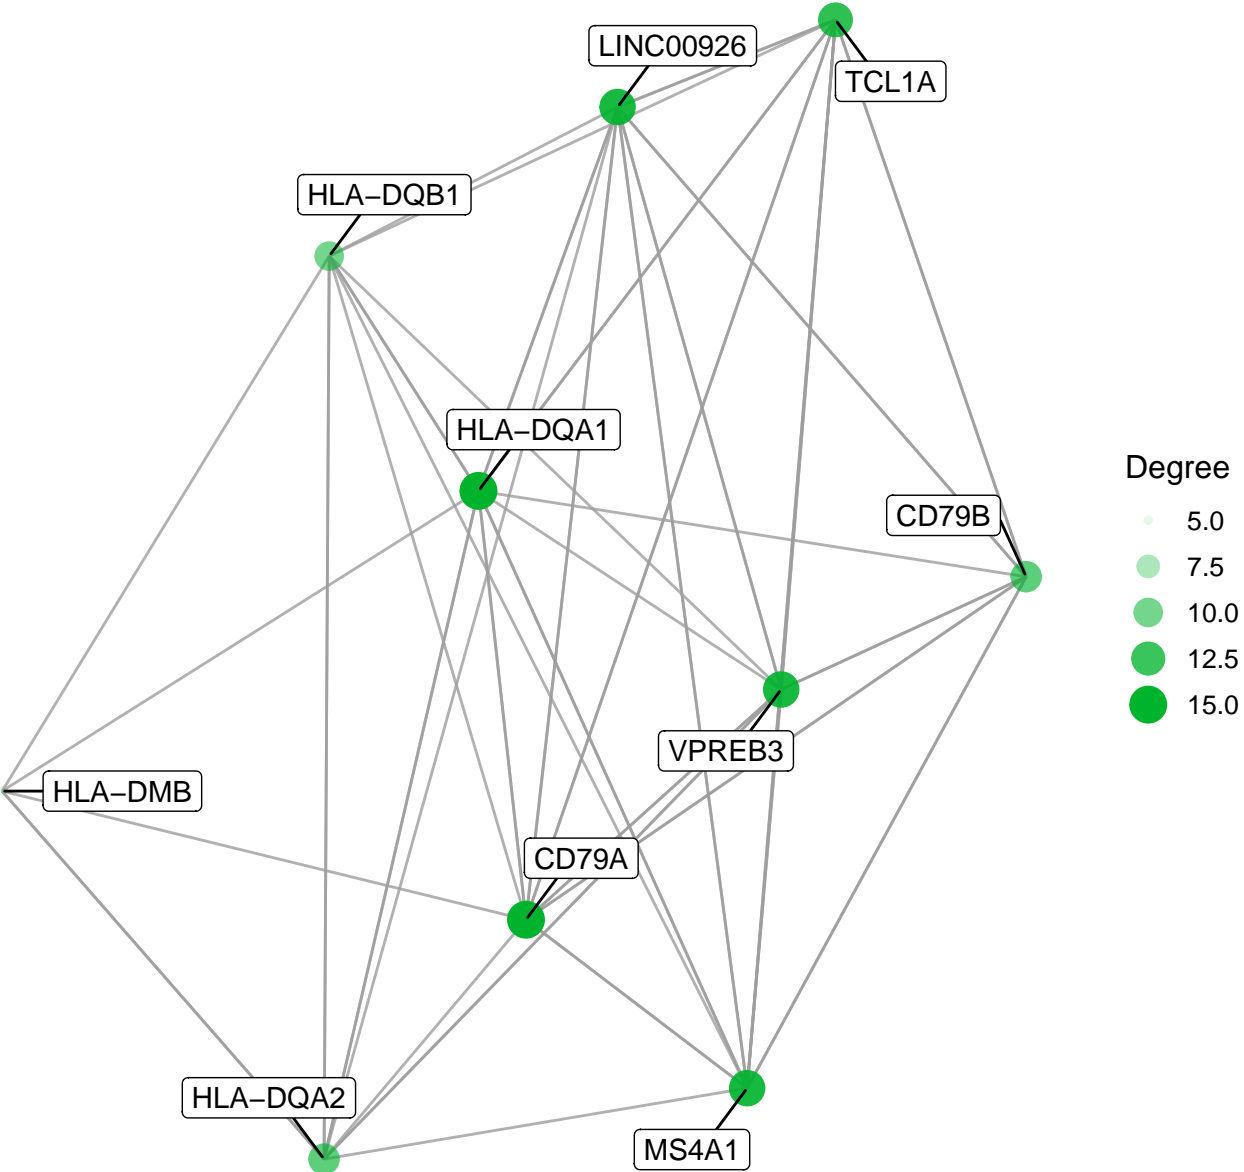 LINC00926
TCL1A
HLA−DQB1
HLA−DQA1
CD79B
VPREB3
HLA−DMB
CD79A
HLA−DQA2
MS4A1
Degree
5.0
7.5
10.0
12.5
15.0